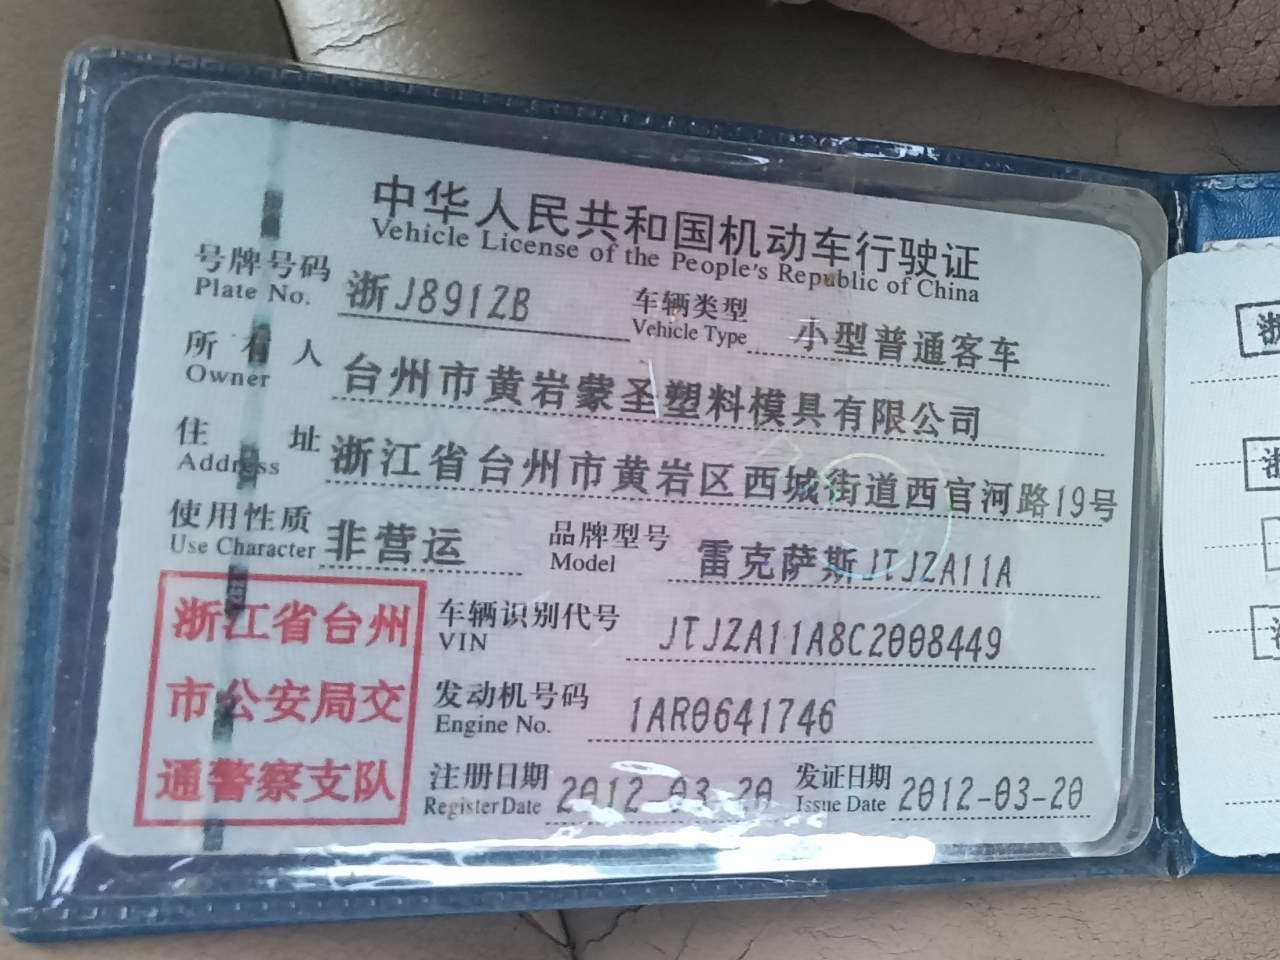 中华人民共和国机动车行驶证
Vehicle License of the People's Republic of China
号牌号码 浙J891ZB 车辆类型 小型普通客车
Plate No. Vehicle Type
所有人 台州市黄岩蒙圣塑料模具有限公司
Owner
住址 浙江省台州市黄岩区西城街道西官河路19号
Address
使用性质 非营运 品牌型号 雷克萨斯JTJZA11A
Use Character Model
浙江省台州
市公安局交
通警察支队
车辆识别代号 JTJZA11A8C2008449
VIN
发动机号码 1AR0641746
Engine No.
注册日期 2012-03-20 发证日期 2012-03-20
Register Date Issue Date
浙
浙